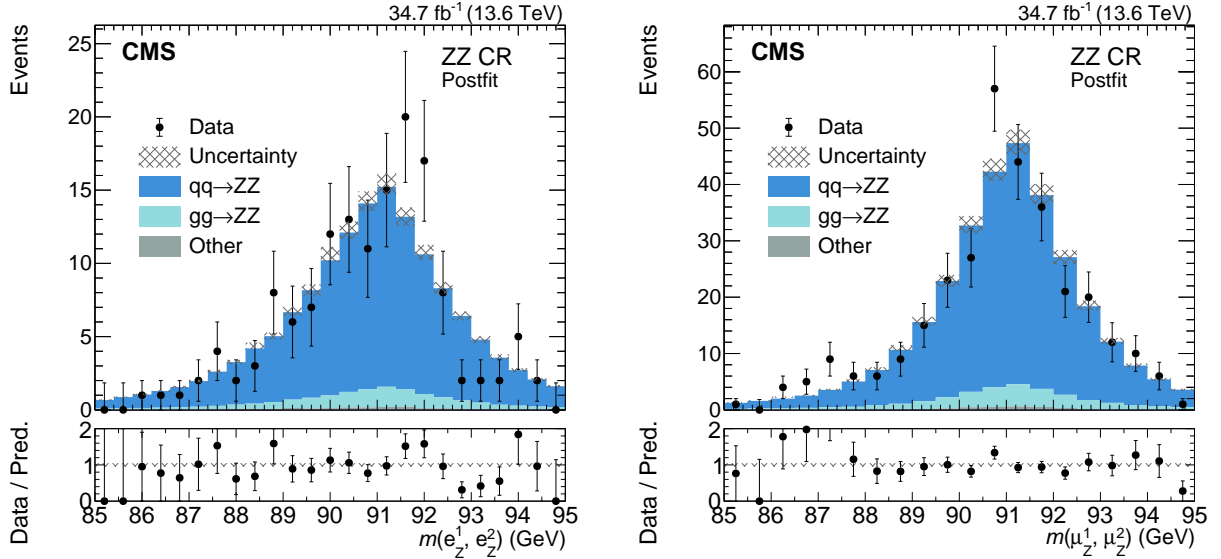 34.7 fb⁻¹ (13.6 TeV)
Events
25
20
15
10
5
0
CMS
ZZ CR
Postfit
Data
Uncertainty
qq→ZZ
gg→ZZ
Other
Data / Pred.
2
1
0
85 86 87 88 89 90 91 92 93 94 95
m(e¹_Z, e²_Z) (GeV)
34.7 fb⁻¹ (13.6 TeV)
Events
60
50
40
30
20
10
0
CMS
ZZ CR
Postfit
Data
Uncertainty
qq→ZZ
gg→ZZ
Other
Data / Pred.
2
1
0
85 86 87 88 89 90 91 92 93 94 95
m(μ¹_Z, μ²_Z) (GeV)